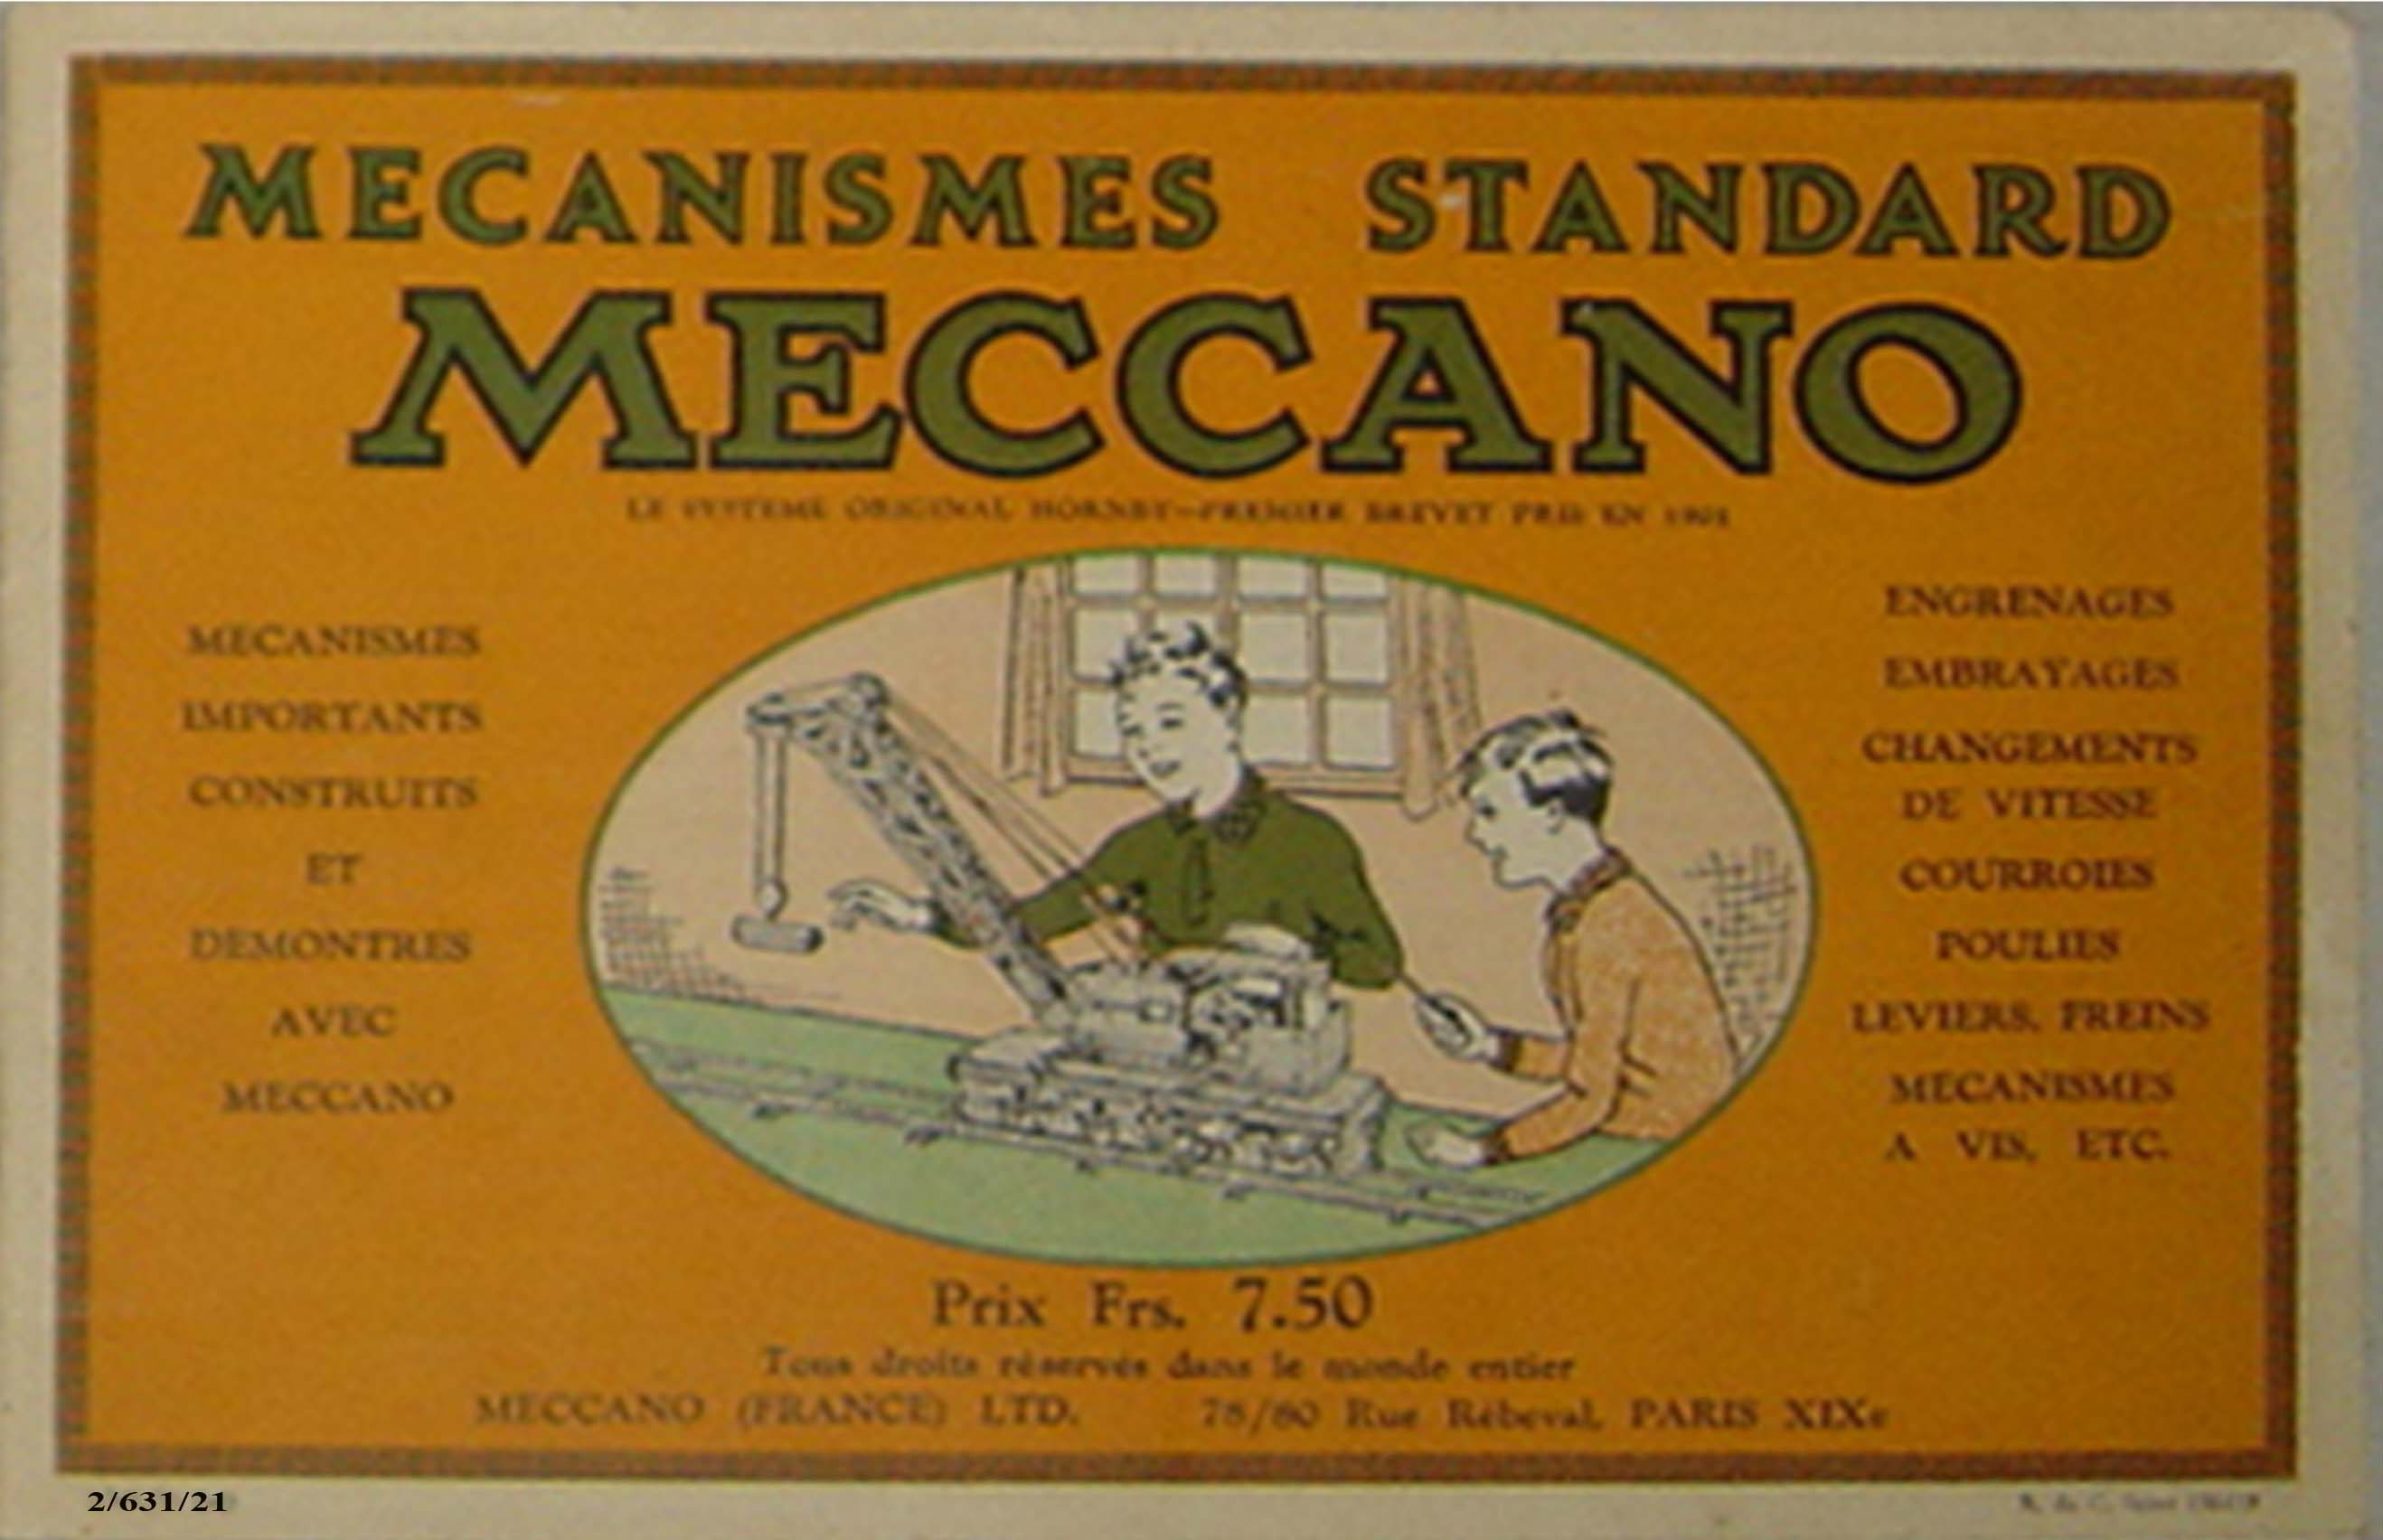 MECANISMES STANDARD
MECCANO
LE SYSTEME ORIGINAL HORNBY—PREMIER BREVET PRIS EN 1901
MECANISMES
IMPORTANTS
CONSTRUITS
ET
DEMONTRES
AVEC
MECCANO
ENGRENAGES
EMBRAYAGES
CHANGEMENTS
DE VITESSE
COURROIES
POULIES
LEVIERS, FREINS
MECANISMES
A VIS, ETC.
Prix Frs. 7.50
Tous droits réservés dans le monde entier
MECCANO (FRANCE) LTD. 78/80 Rue Rébeval, PARIS XIXe
2/631/21